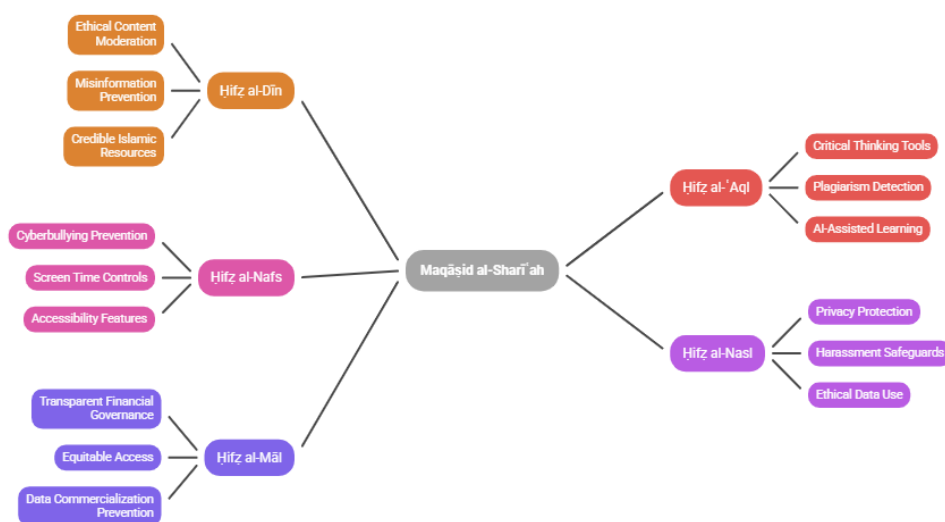 Ethical Content
Moderation
Misinformation
Prevention
Credible Islamic
Resources
Ḥifẓ al-Dīn
Cyberbullying Prevention
Screen Time Controls
Accessibility Features
Ḥifẓ al-Nafs
Transparent Financial
Governance
Equitable Access
Data Commercialization
Prevention
Ḥifẓ al-Māl
Maqāṣid al-Sharīʿah
Ḥifẓ al-ʿAql
Critical Thinking Tools
Plagiarism Detection
AI-Assisted Learning
Ḥifẓ al-Nasl
Privacy Protection
Harassment Safeguards
Ethical Data Use